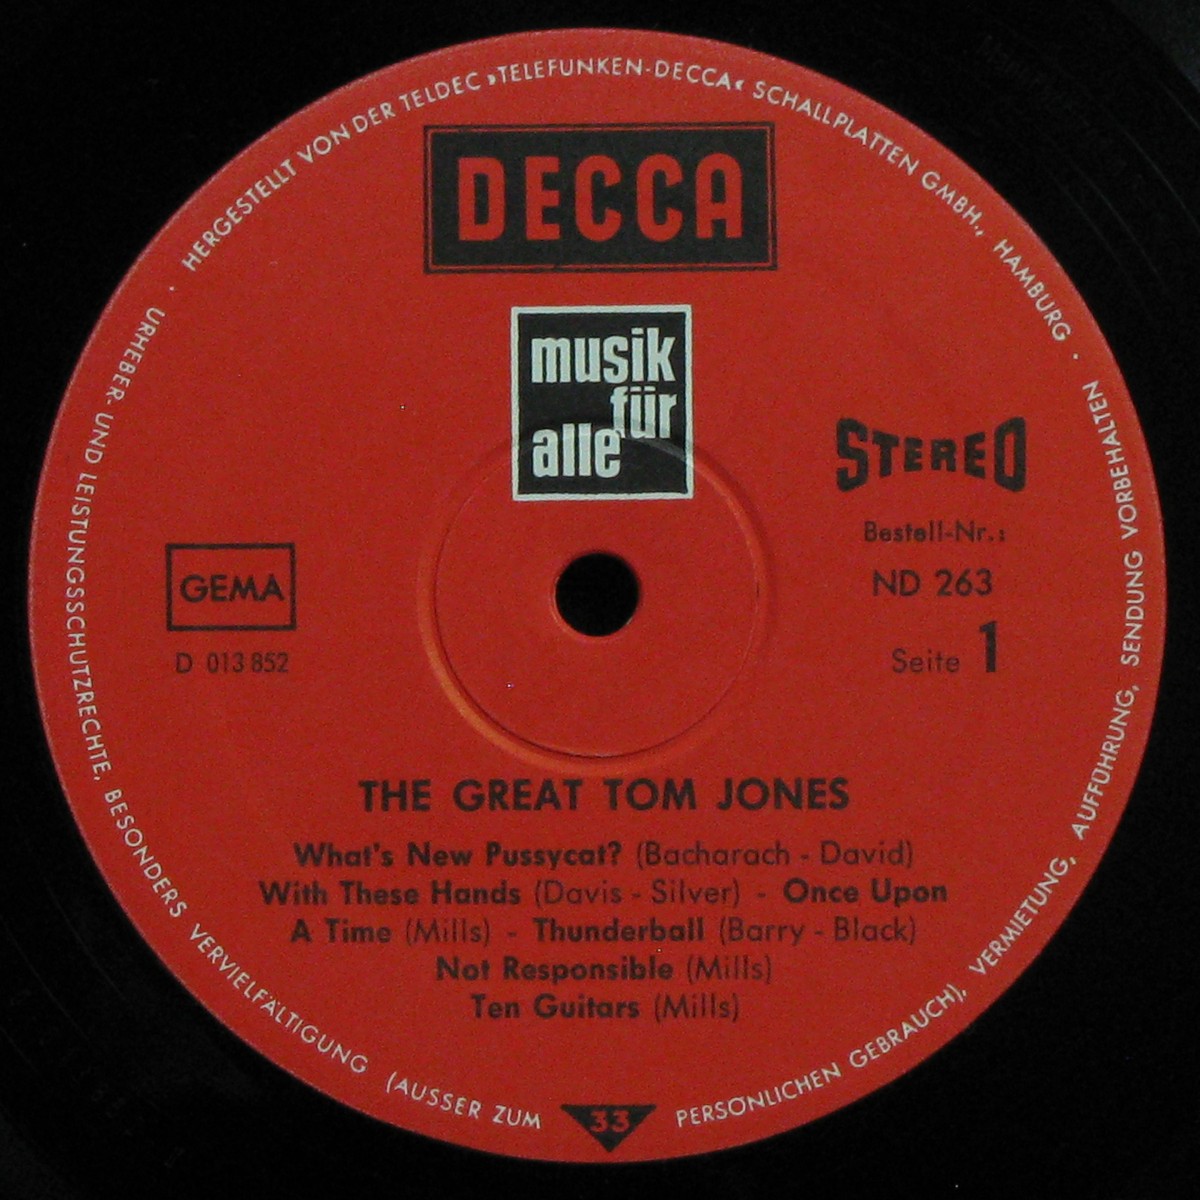 HERGESTELLT VON DER TELDEC »TELEFUNKEN-DECCA« SCHALLPLATTEN GMBH., HAMBURG ·
URHEBER- UND LEISTUNGSSCHUTZRECHTE, BESONDERS VERVIELFÄLTIGUNG (AUSSER ZUM PERSÖNLICHEN GEBRAUCH), VERMIETUNG, AUFFÜHRUNG, SENDUNG VORBEHALTEN ·
DECCA
musik
für
alle
STEREO
Bestell-Nr.:
ND 263
Seite 1
GEMA
D 013 852
THE GREAT TOM JONES
What's New Pussycat? (Bacharach - David)
With These Hands (Davis - Silver) - Once Upon
A Time (Mills) - Thunderball (Barry - Black)
Not Responsible (Mills)
Ten Guitars (Mills)
33